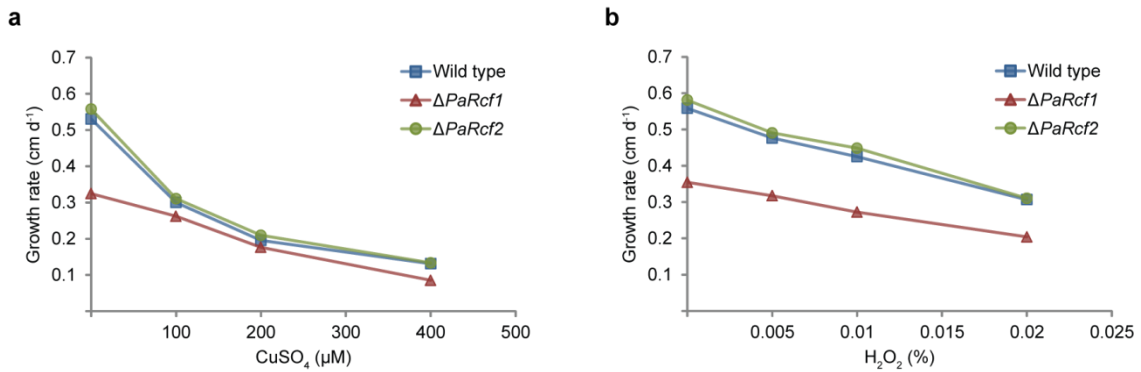 a
0.7
0.6
0.5
0.4
0.3
0.2
0.1
Growth rate (cm d⁻¹)
Wild type
ΔPaRcf1
ΔPaRcf2
100 200 300 400 500
CuSO₄ (µM)
b
0.7
0.6
0.5
0.4
0.3
0.2
0.1
Growth rate (cm d⁻¹)
Wild type
ΔPaRcf1
ΔPaRcf2
0.005 0.01 0.015 0.02 0.025
H₂O₂ (%)